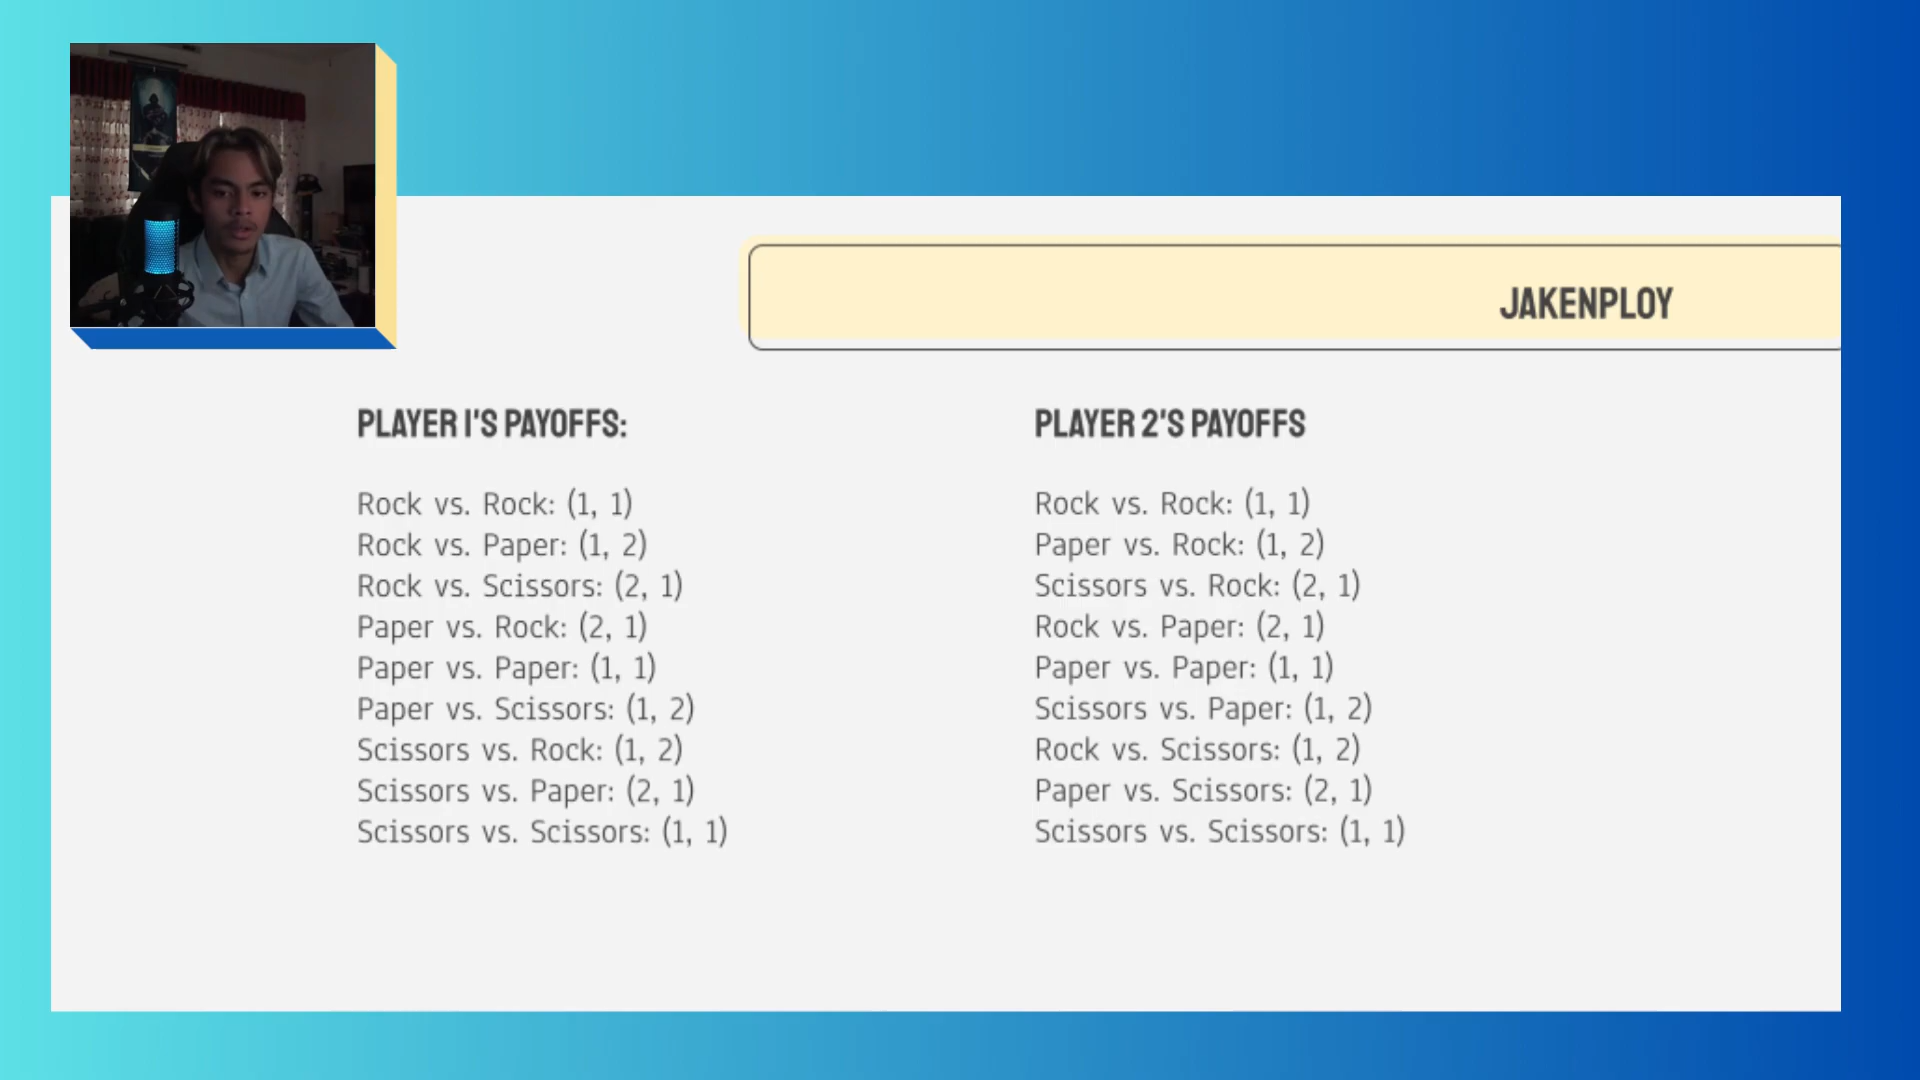 JAKENPLOY
PLAYER 1'S PAYOFFS:
Rock vs. Rock: (1, 1)
Rock vs. Paper: (1, 2)
Rock vs. Scissors: (2, 1)
Paper vs. Rock: (2, 1)
Paper vs. Paper: (1, 1)
Paper vs. Scissors: (1, 2)
Scissors vs. Rock: (1, 2)
Scissors vs. Paper: (2, 1)
Scissors vs. Scissors: (1, 1)
PLAYER 2'S PAYOFFS
Rock vs. Rock: (1, 1)
Paper vs. Rock: (1, 2)
Scissors vs. Rock: (2, 1)
Rock vs. Paper: (2, 1)
Paper vs. Paper: (1, 1)
Scissors vs. Paper: (1, 2)
Rock vs. Scissors: (1, 2)
Paper vs. Scissors: (2, 1)
Scissors vs. Scissors: (1, 1)